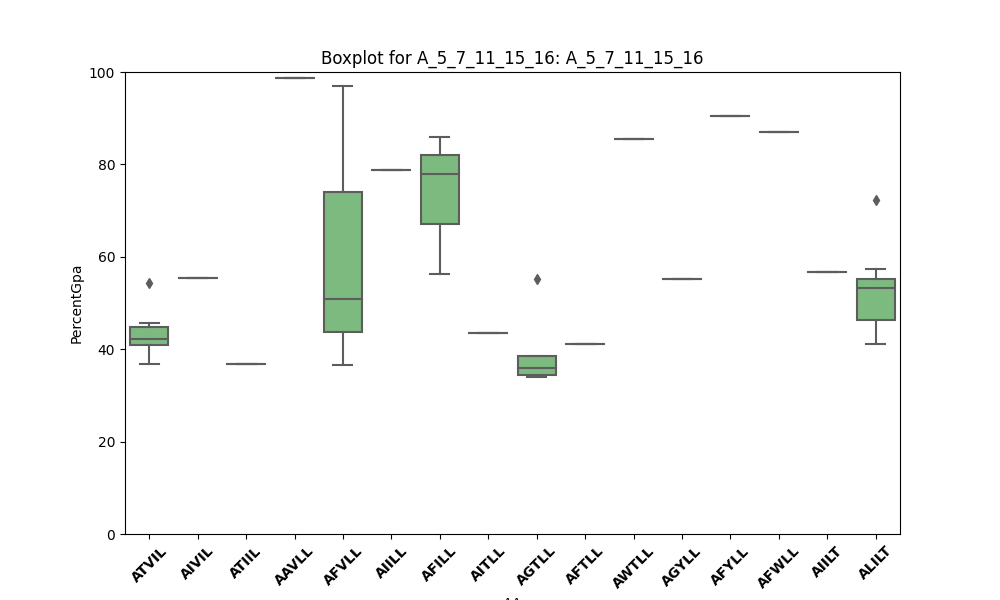 Boxplot for A_5_7_11_15_16: A_5_7_11_15_16
100
80
60
40
20
0
PercentGpa
ATVIL
AIVIL
ATIIL
AAVLL
AFVLL
AIILL
AFILL
AITLL
AGTLL
AFTLL
AWTLL
AGYLL
AFYLL
AFWLL
AIILT
ALILT